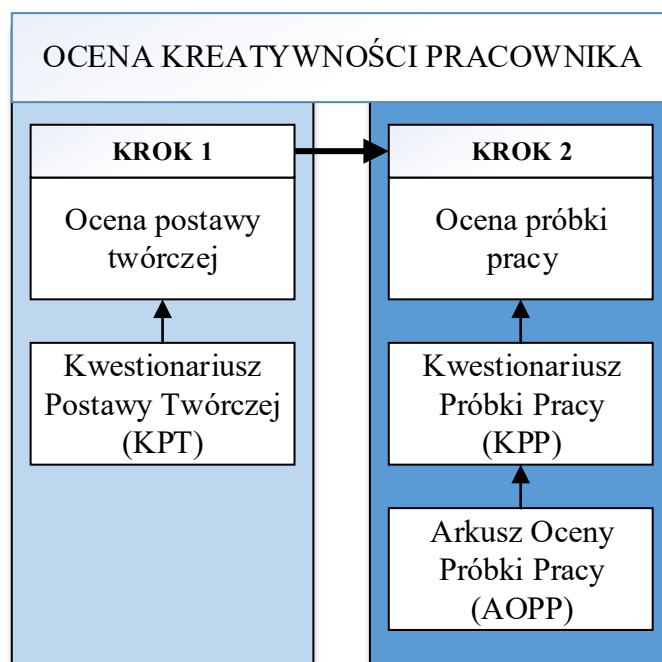 OCENA KREATYWNOŚCI PRACOWNIKA
KROK 1
Ocena postawy
twórczej
Kwestionariusz
Postawy Twórczej
(KPT)
KROK 2
Ocena próbki
pracy
Kwestionariusz
Próbki Pracy
(KPP)
Arkusz Oceny
Próbki Pracy
(AOPP)